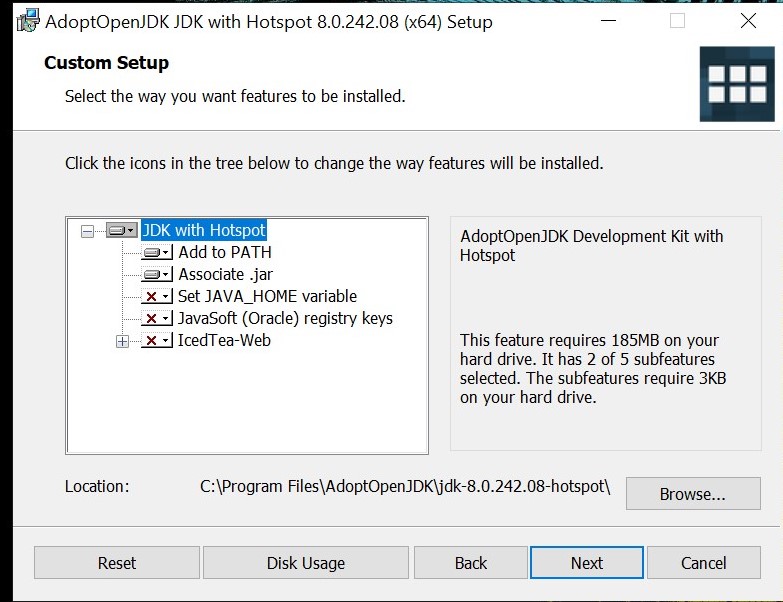 AdoptOpenJDK JDK with Hotspot 8.0.242.08 (x64) Setup
Custom Setup
Select the way you want features to be installed.
Click the icons in the tree below to change the way features will be installed.
JDK with Hotspot
Add to PATH
Associate .jar
Set JAVA_HOME variable
JavaSoft (Oracle) registry keys
IcedTea-Web
AdoptOpenJDK Development Kit with
Hotspot
This feature requires 185MB on your
hard drive. It has 2 of 5 subfeatures
selected. The subfeatures require 3KB
on your hard drive.
Location: C:\Program Files\AdoptOpenJDK\jdk-8.0.242.08-hotspot\
Browse...
Reset Disk Usage Back Next Cancel